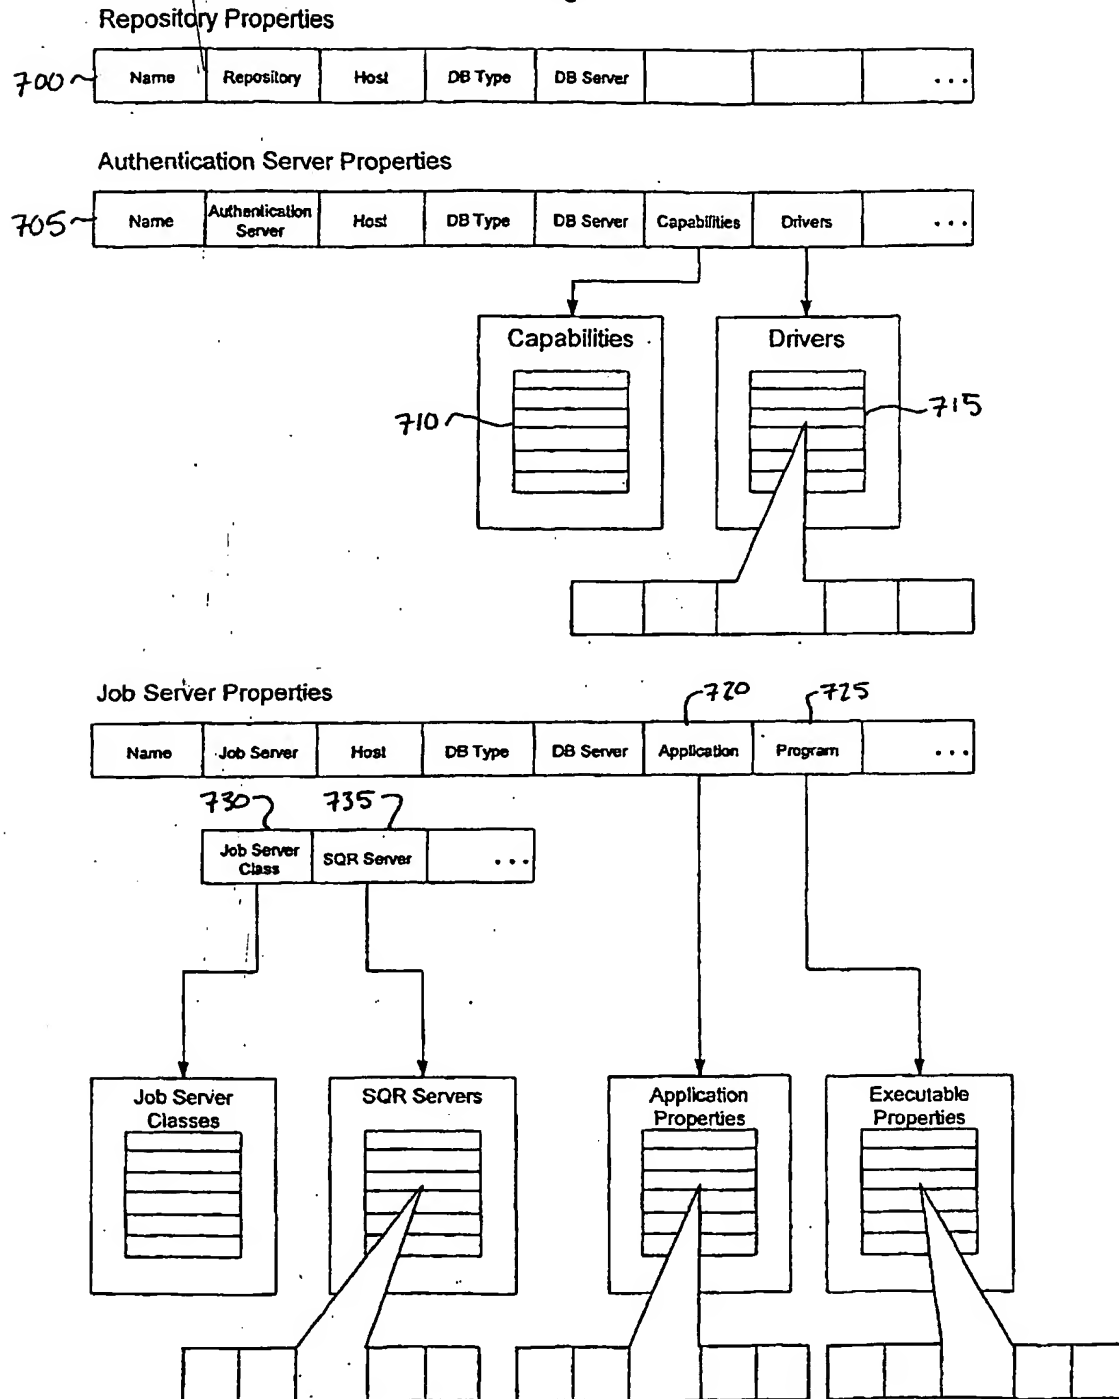 Repository Properties
700 Name Repository Host DB Type DB Server ...
Authentication Server Properties
705 Name Authentication Server Host DB Type DB Server Capabilities Drivers ...
Capabilities Drivers
710 715
Job Server Properties 720 725
Name Job Server Host DB Type DB Server Application Program ...
730 735
Job Server Class SQR Server ...
Job Server Classes SQR Servers Application Properties Executable Properties